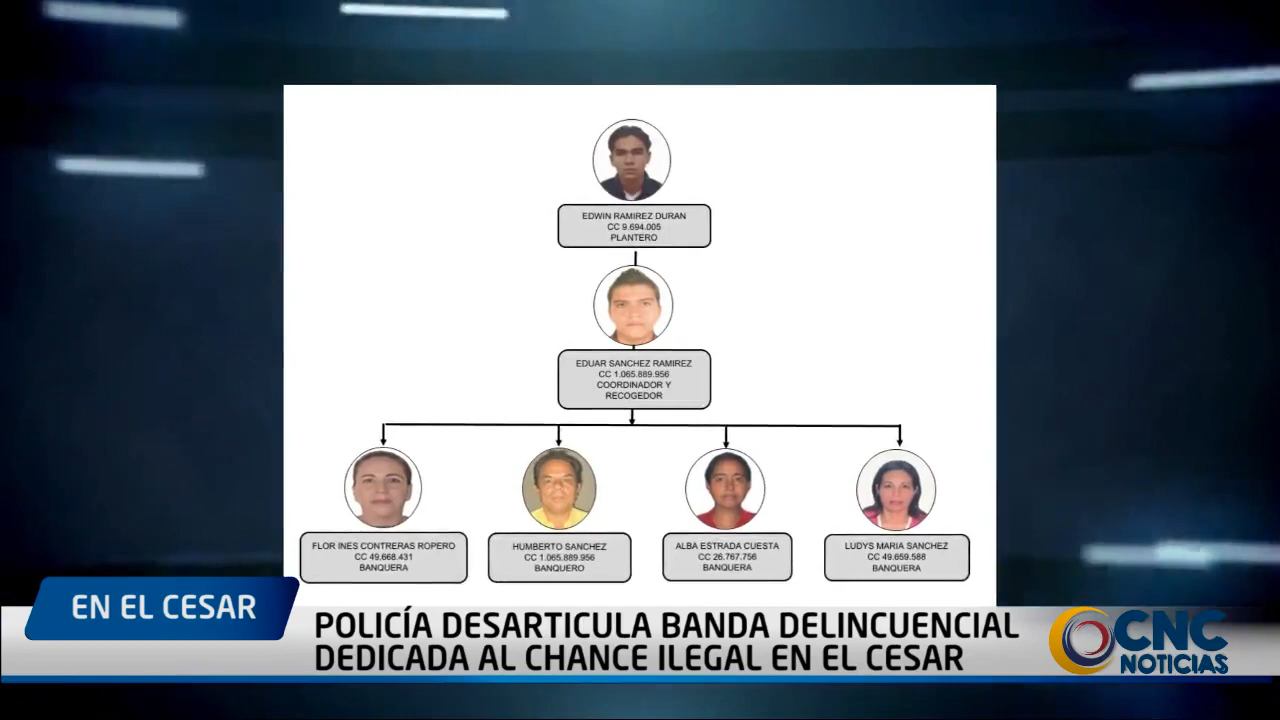 EDWIN RAMIREZ DURAN
CC 9.694.005
PLANTERO
EDUAR SANCHEZ RAMIREZ
CC 1.065.889.956
COORDINADOR Y
RECOGEDOR
FLOR INES CONTRERAS ROPERO
CC 49.668.431
BANQUERA
HUMBERTO SANCHEZ
CC 1.065.889.956
BANQUERO
ALBA ESTRADA CUESTA
CC 26.767.756
BANQUERA
LUDYS MARIA SANCHEZ
CC 49.659.588
BANQUERA
EN EL CESAR
POLICÍA DESARTICULA BANDA DELINCUENCIAL
DEDICADA AL CHANCE ILEGAL EN EL CESAR
CNC
NOTICIAS